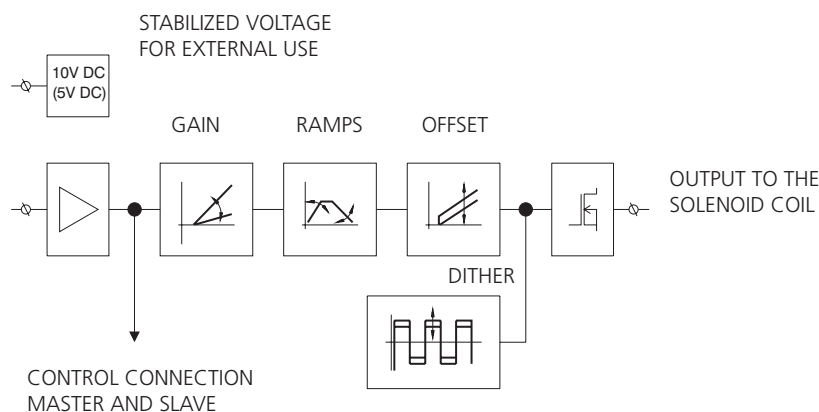 STABILIZED VOLTAGE
FOR EXTERNAL USE
10V DC
(5V DC)
GAIN
RAMPS
OFFSET
OUTPUT TO THE
SOLENOID COIL
DITHER
CONTROL CONNECTION
MASTER AND SLAVE